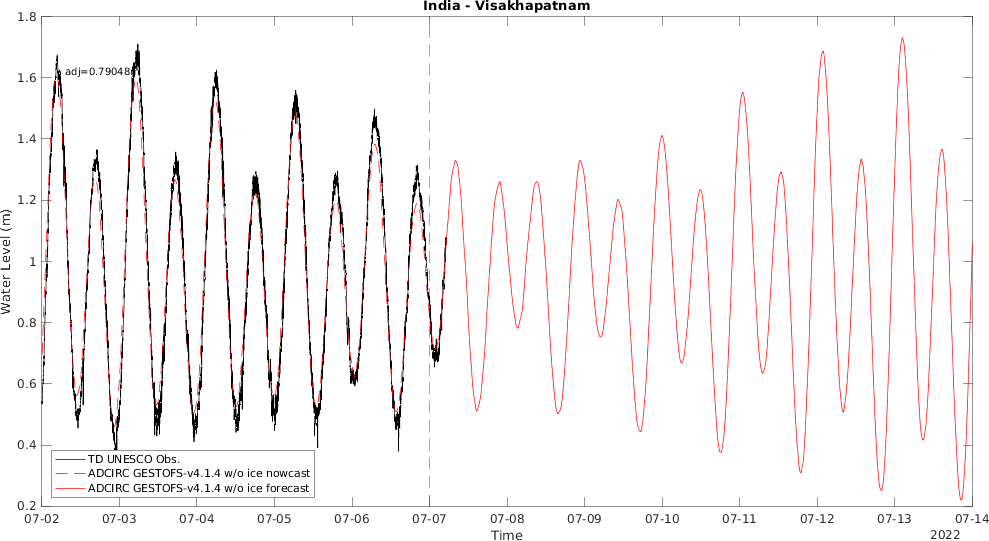 India - Visakhapatnam
1.8
1.6
1.4
1.2
1
0.8
0.6
0.4
0.2
Water Level (m)
adj=0.79048
TD UNESCO Obs.
ADCIRC GESTOFS-v4.1.4 w/o ice nowcast
ADCIRC GESTOFS-v4.1.4 w/o ice forecast
07-02 07-03 07-04 07-05 07-06 07-07 07-08 07-09 07-10 07-11 07-12 07-13 07-14
Time
2022